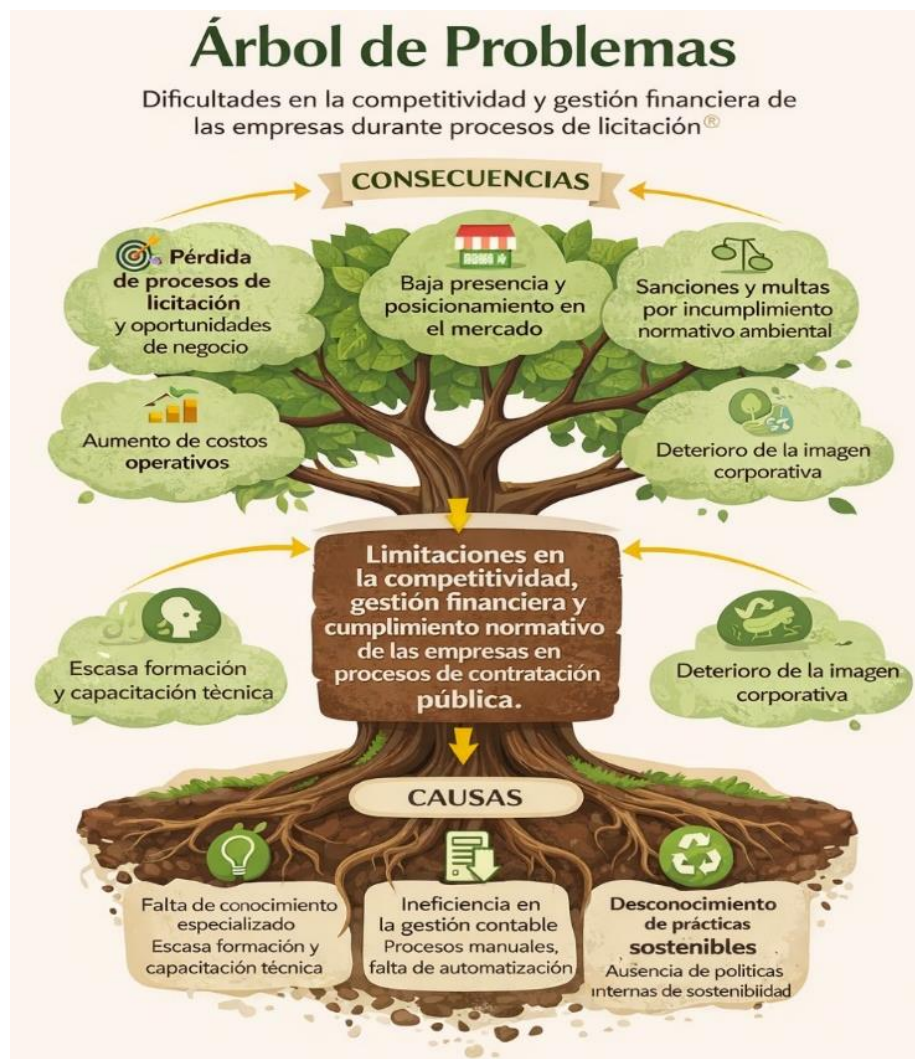 Árbol de Problemas
Dificultades en la competitividad y gestión financiera de
las empresas durante procesos de licitación®
CONSECUENCIAS
Pérdida
de procesos de
licitación
y oportunidades
de negocio
Baja presencia y
posicionamiento en
el mercado
Sanciones y multas
por incumplimiento
normativo ambiental
Aumento de costos
operativos
Deterioro de la imagen
corporativa
Limitaciones en
la competitividad,
gestión financiera y
cumplimiento normativo
de las empresas en
procesos de contratación
pública.
Escasa formación
y capacitación tècnica
Deterioro de la imagen
corporativa
CAUSAS
Falta de conocimiento
especializado
Escasa formación y
capacitación técnica
Ineficiencia en
la gestión contable
Procesos manuales,
falta de automatización
Desconocimiento
de prácticas
sostenibles
Ausencia de politicas
internas de sostenibiidad